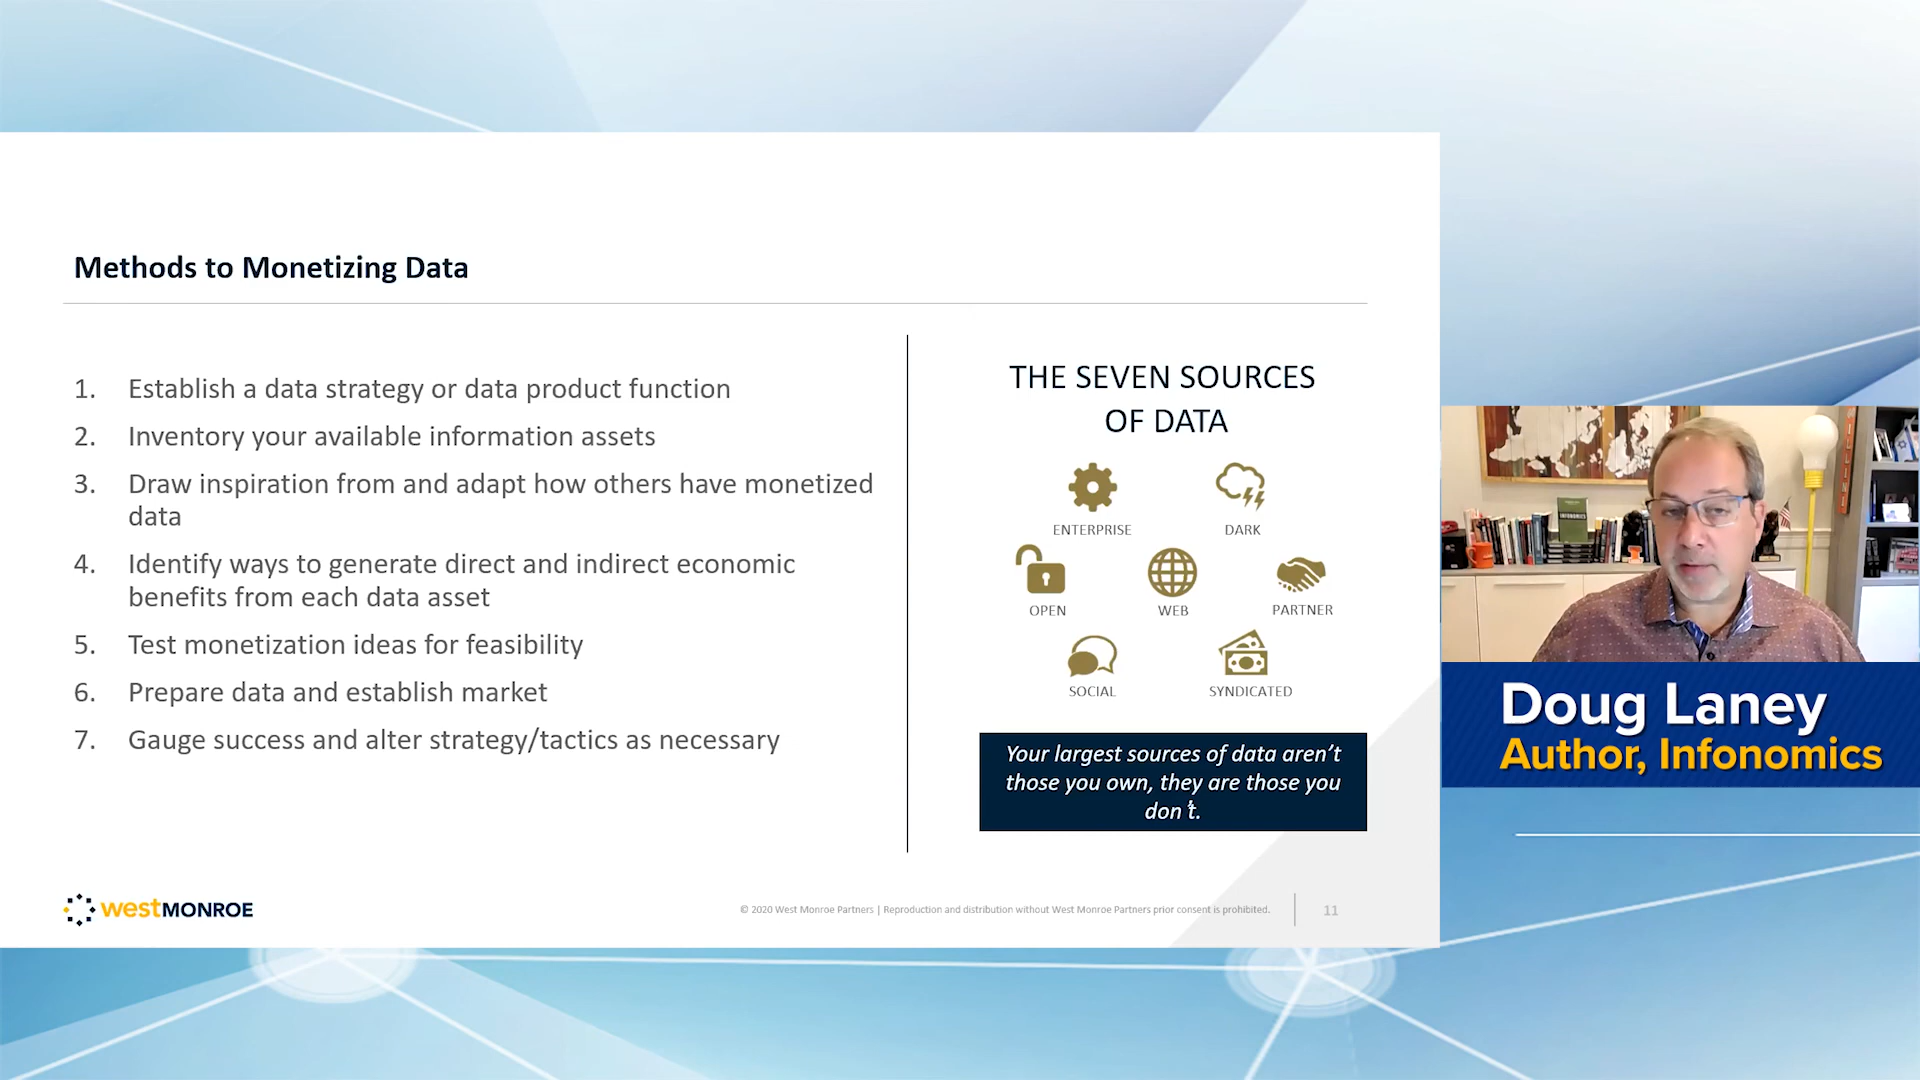 Methods to Monetizing Data
1. Establish a data strategy or data product function
2. Inventory your available information assets
3. Draw inspiration from and adapt how others have monetized
data
4. Identify ways to generate direct and indirect economic
benefits from each data asset
5. Test monetization ideas for feasibility
6. Prepare data and establish market
7. Gauge success and alter strategy/tactics as necessary
THE SEVEN SOURCES
OF DATA
ENTERPRISE
DARK
OPEN
WEB
PARTNER
SOCIAL
SYNDICATED
Your largest sources of data aren’t
those you own, they are those you
don’t.
westMONROE
© 2020 West Monroe Partners | Reproduction and distribution without West Monroe Partners prior consent is prohibited.
11
INFONOMICS
Doug Laney
Author, Infonomics